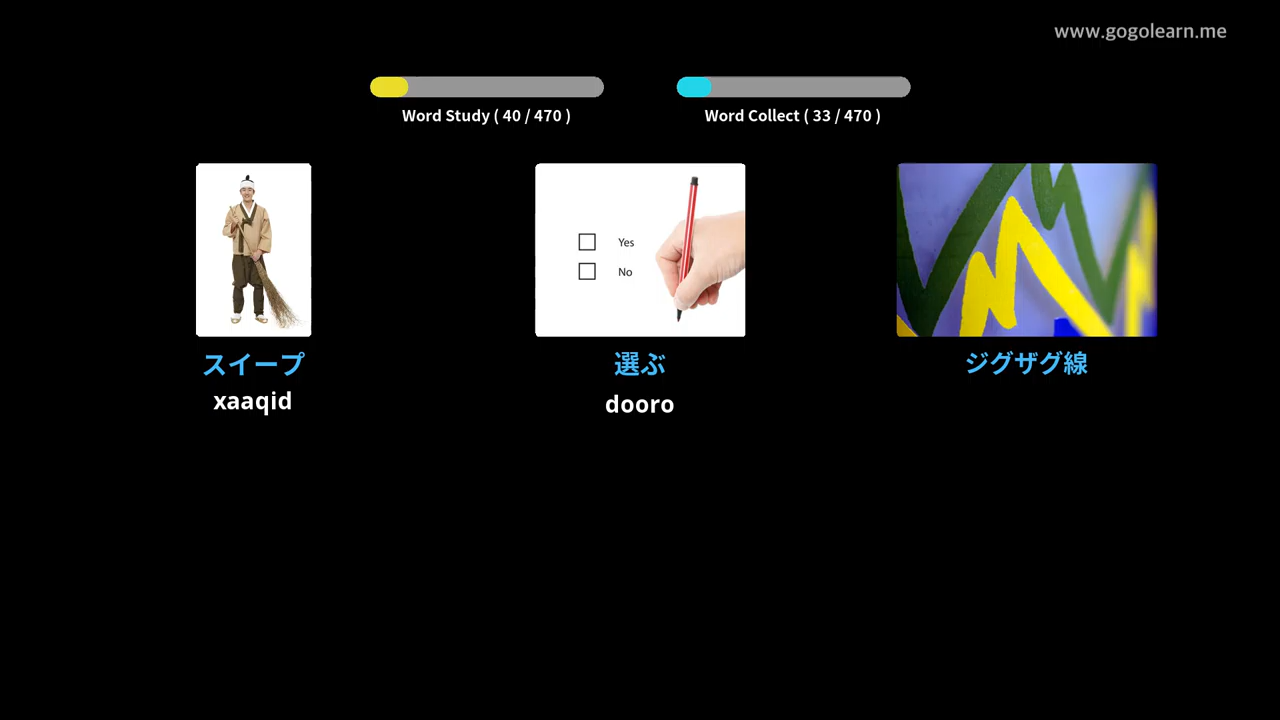 www.gogolearn.me
Word Study ( 40 / 470 )
Word Collect ( 33 / 470 )
Yes
No
スイープ
xaaqid
選ぶ
dooro
ジグザグ線